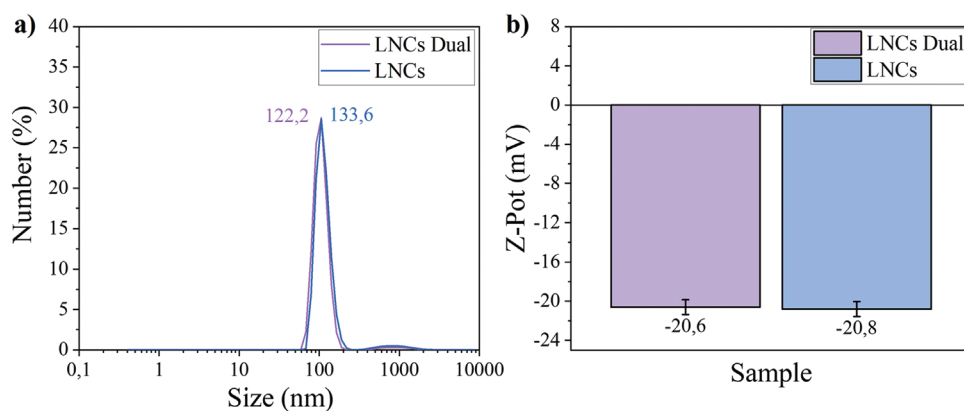 a)
40
35
30
25
20
15
10
5
0
Number (%)
LNCs Dual
LNCs
122,2
133,6
0,1
1
10
100
1000
10000
Size (nm)
b)
8
4
0
-4
-8
-12
-16
-20
-24
Z-Pot (mV)
LNCs Dual
LNCs
-20,6
-20,8
Sample